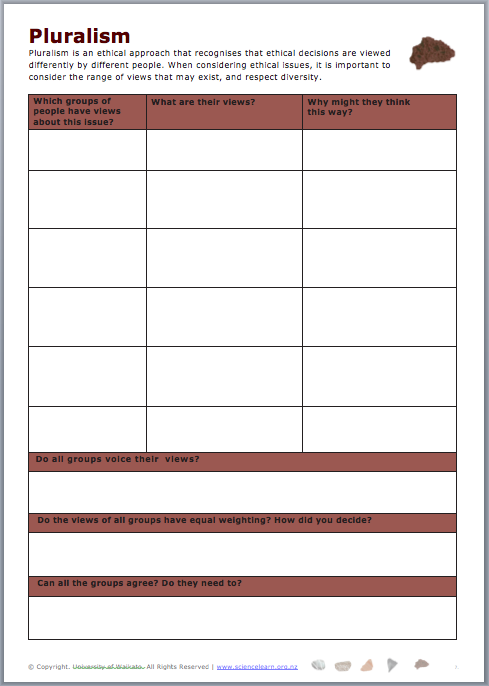 Pluralism
Pluralism is an ethical approach that recognises that ethical decisions are viewed
differently by different people. When considering ethical issues, it is important to
consider the range of views that may exist, and respect diversity.
Which groups of
people have views
about this issue?
What are their views?
Why might they think
this way?
Do all groups voice their views?
Do the views of all groups have equal weighting? How did you decide?
Can all the groups agree? Do they need to?
© Copyright. University of Waikato. All Rights Reserved | www.sciencelearn.org.nz